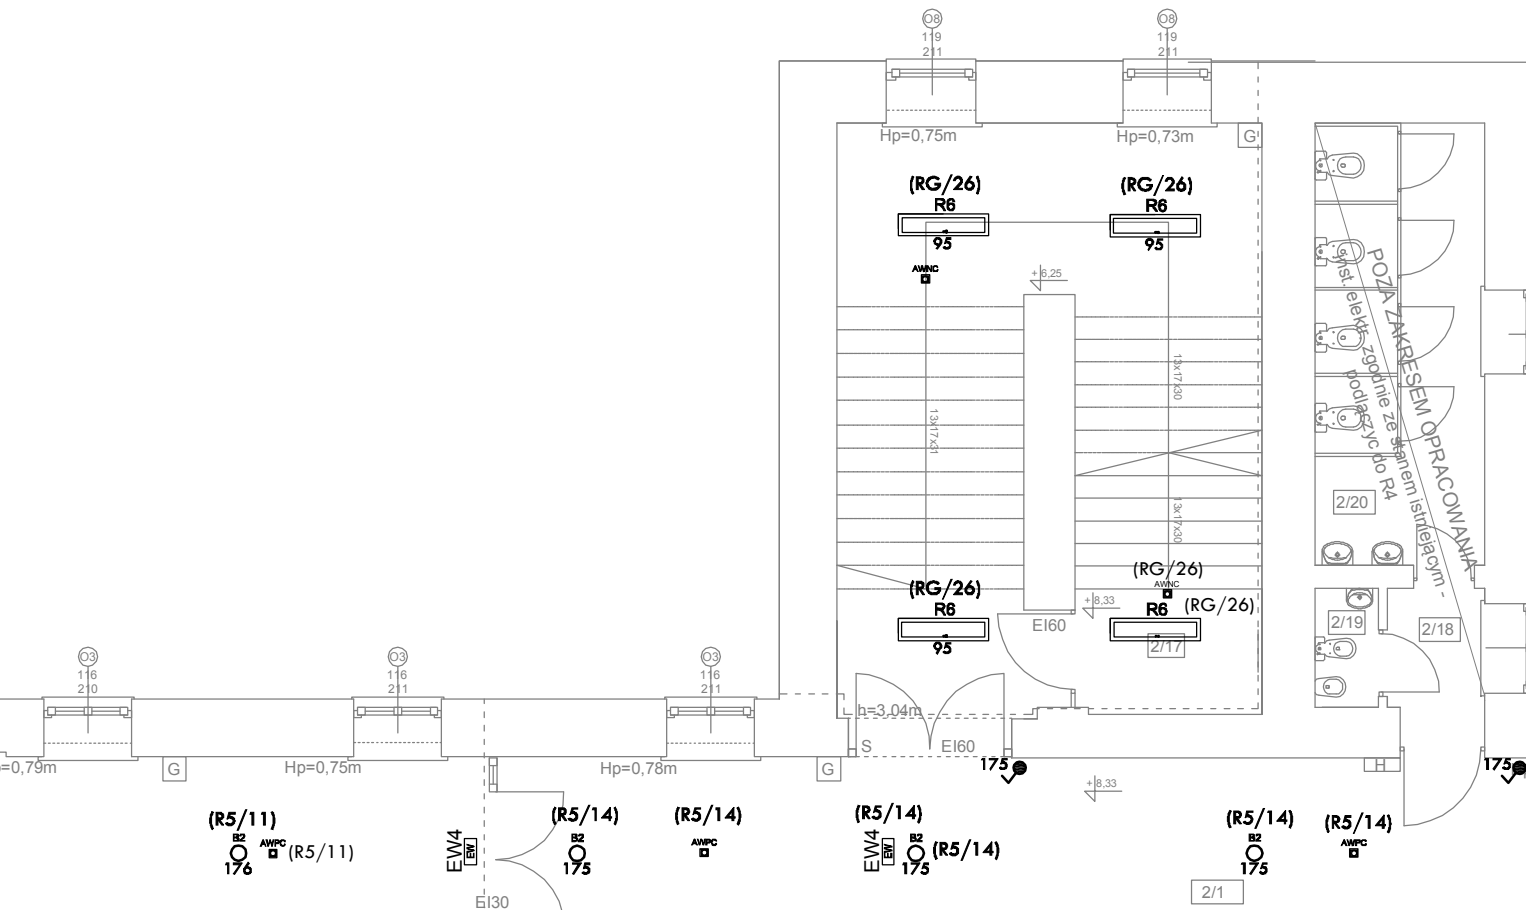 O8
119
211
O8
119
211
Hp=0,75m
Hp=0,73m
G
(RG/26)
R6
95
(RG/26)
R6
95
AWNC
+6,25
13x17x31
13x17x30
13x17x30
POZA ZAKRESEM OPRACOWANIA
inst. elektr. zgodnie ze stanem istniejącym -
podłączyc do R4
2/20
(RG/26)
R6
95
(RG/26)
AWNC
R6
(RG/26)
+8,33
EI60
2/17
2/19
2/18
O3
116
210
O3
116
211
O3
116
211
h=3,04m
S
EI60
=0,79m
G
Hp=0,75m
Hp=0,78m
G
175
+8,33
H
175
(R5/11)
B2
176
AWPC
(R5/11)
EW4
EW
(R5/14)
B2
175
(R5/14)
AWPC
(R5/14)
EW4
EW
B2
175
(R5/14)
(R5/14)
B2
175
(R5/14)
AWPC
EI30
2/1